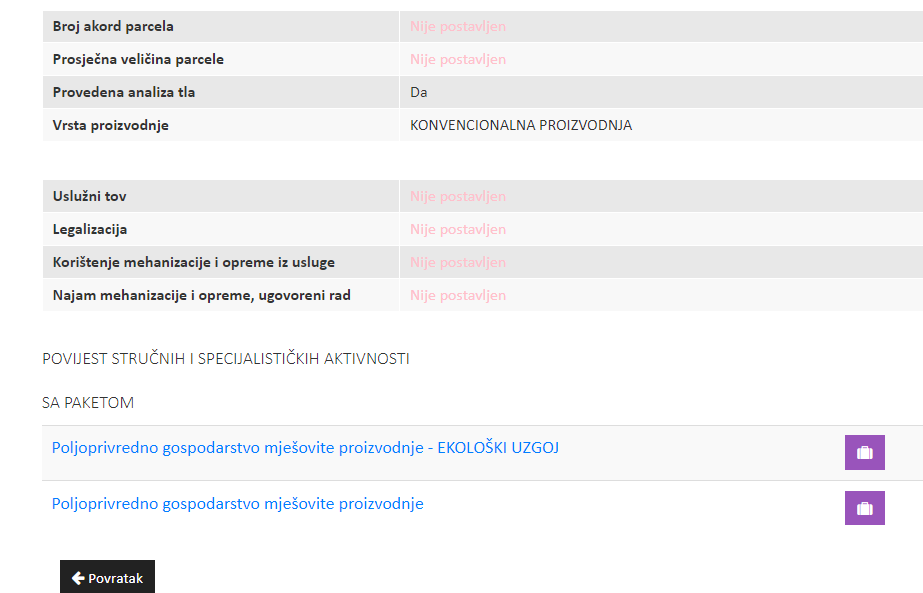 Broj akord parcela Nije postavljen
Prosječna veličina parcele Nije postavljen
Provedena analiza tla Da
Vrsta proizvodnje KONVENCIONALNA PROIZVODNJA
Uslužni tov Nije postavljen
Legalizacija Nije postavljen
Korištenje mehanizacije i opreme iz usluge Nije postavljen
Najam mehanizacije i opreme, ugovoreni rad Nije postavljen
POVIJEST STRUČNIH I SPECIJALISTIČKIH AKTIVNOSTI
SA PAKETOM
Poljoprivredno gospodarstvo mješovite proizvodnje - EKOLOŠKI UZGOJ
Poljoprivredno gospodarstvo mješovite proizvodnje
Povratak